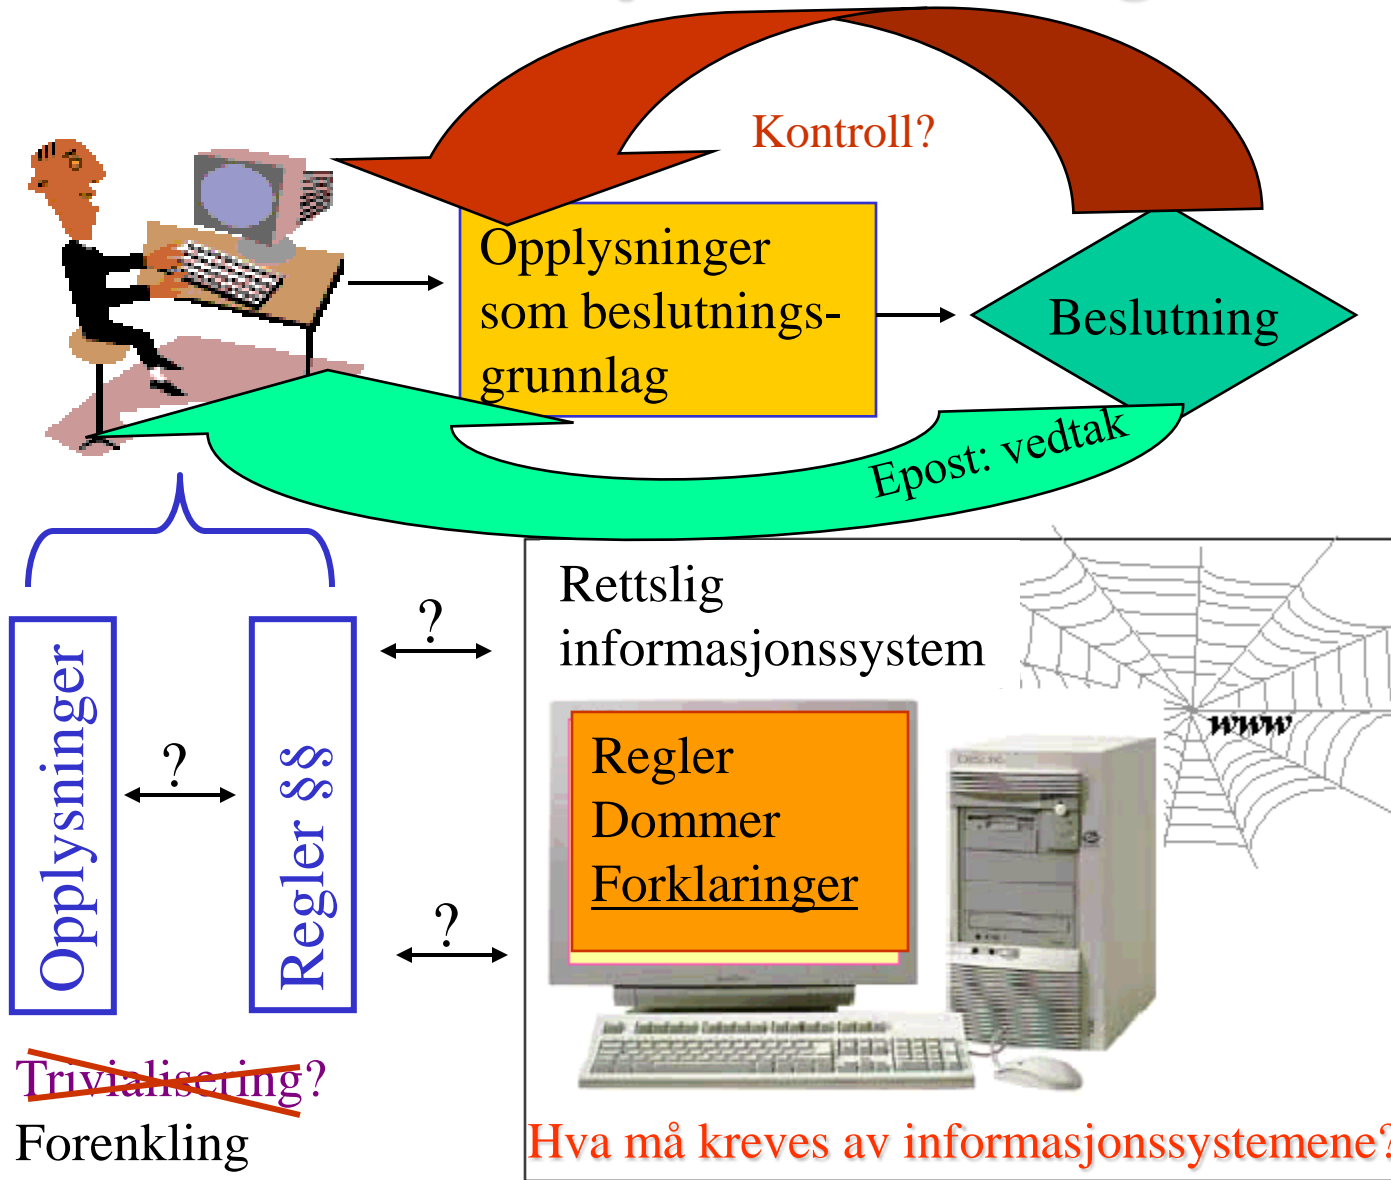 Kontroll?
Opplysninger
som beslutnings-
grunnlag
Beslutning
Epost: vedtak
Rettslig
informasjonssystem
?
?
?
Opplysninger
Regler §§
www
Regler
Dommer
Forklaringer
Trivialisering?
Forenkling
Hva må kreves av informasjonssystemene?